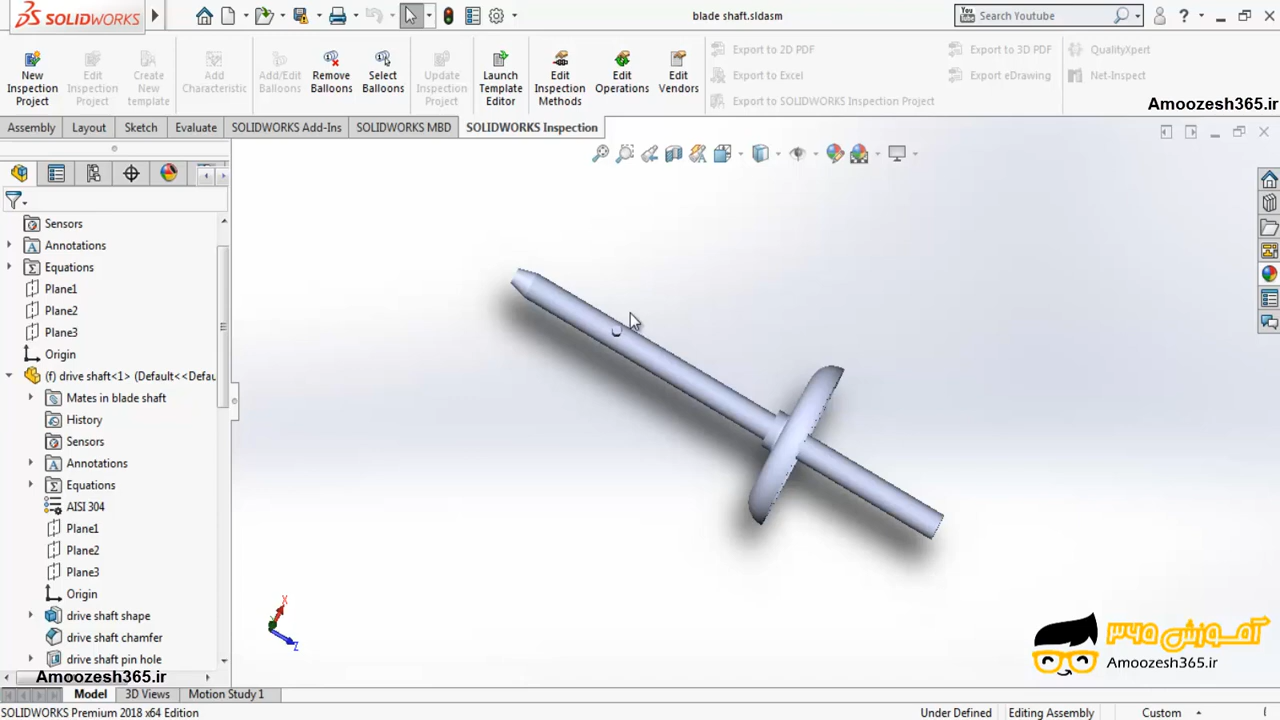 SOLIDWORKS
blade shaft.sldasm
Search Youtube
New Inspection Project
Edit Inspection Project
Create New template
Add Characteristic
Add/Edit Balloons
Remove Balloons
Select Balloons
Update Inspection Project
Launch Template Editor
Edit Inspection Methods
Edit Operations
Edit Vendors
Export to 2D PDF
Export to Excel
Export to SOLIDWORKS Inspection Project
Export to 3D PDF
Export eDrawing
QualityXpert
Net-Inspect
Amoozesh365.ir
Assembly
Layout
Sketch
Evaluate
SOLIDWORKS Add-Ins
SOLIDWORKS MBD
SOLIDWORKS Inspection
Sensors
Annotations
Equations
Plane1
Plane2
Plane3
Origin
(f) drive shaft<1> (Default<<Defau
Mates in blade shaft
History
Sensors
Annotations
Equations
AISI 304
Plane1
Plane2
Plane3
Origin
drive shaft shape
drive shaft chamfer
drive shaft pin hole
X
Z
آموزش ۳۶۵
Amoozesh365.ir
Amoozesh365.ir
Model
3D Views
Motion Study 1
SOLIDWORKS Premium 2018 x64 Edition
Under Defined
Editing Assembly
Custom